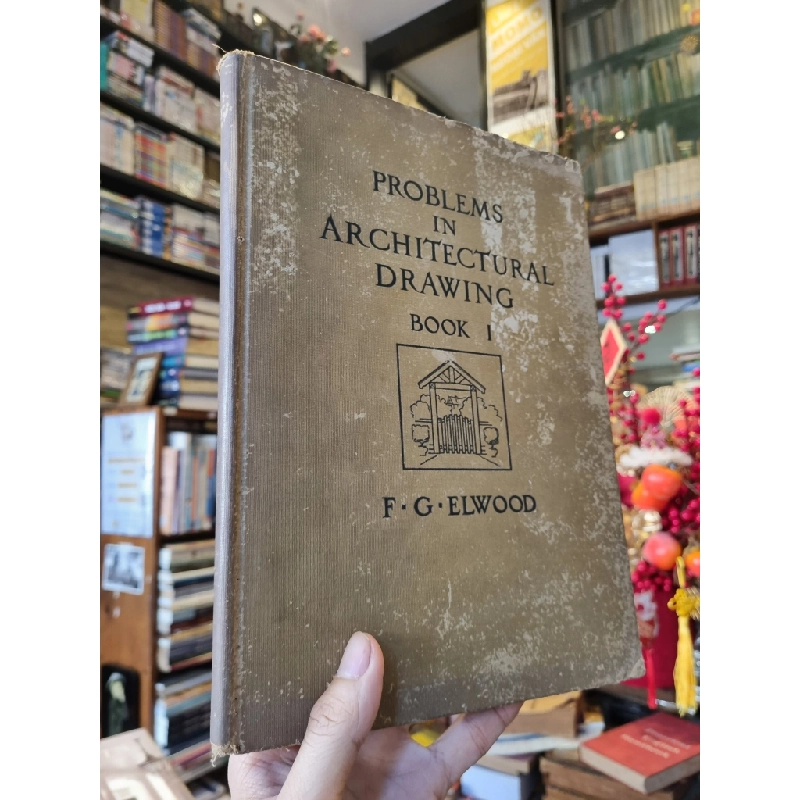 PROBLEMS
IN
ARCHITECTURAL
DRAWING
BOOK I
F·G·ELWOOD